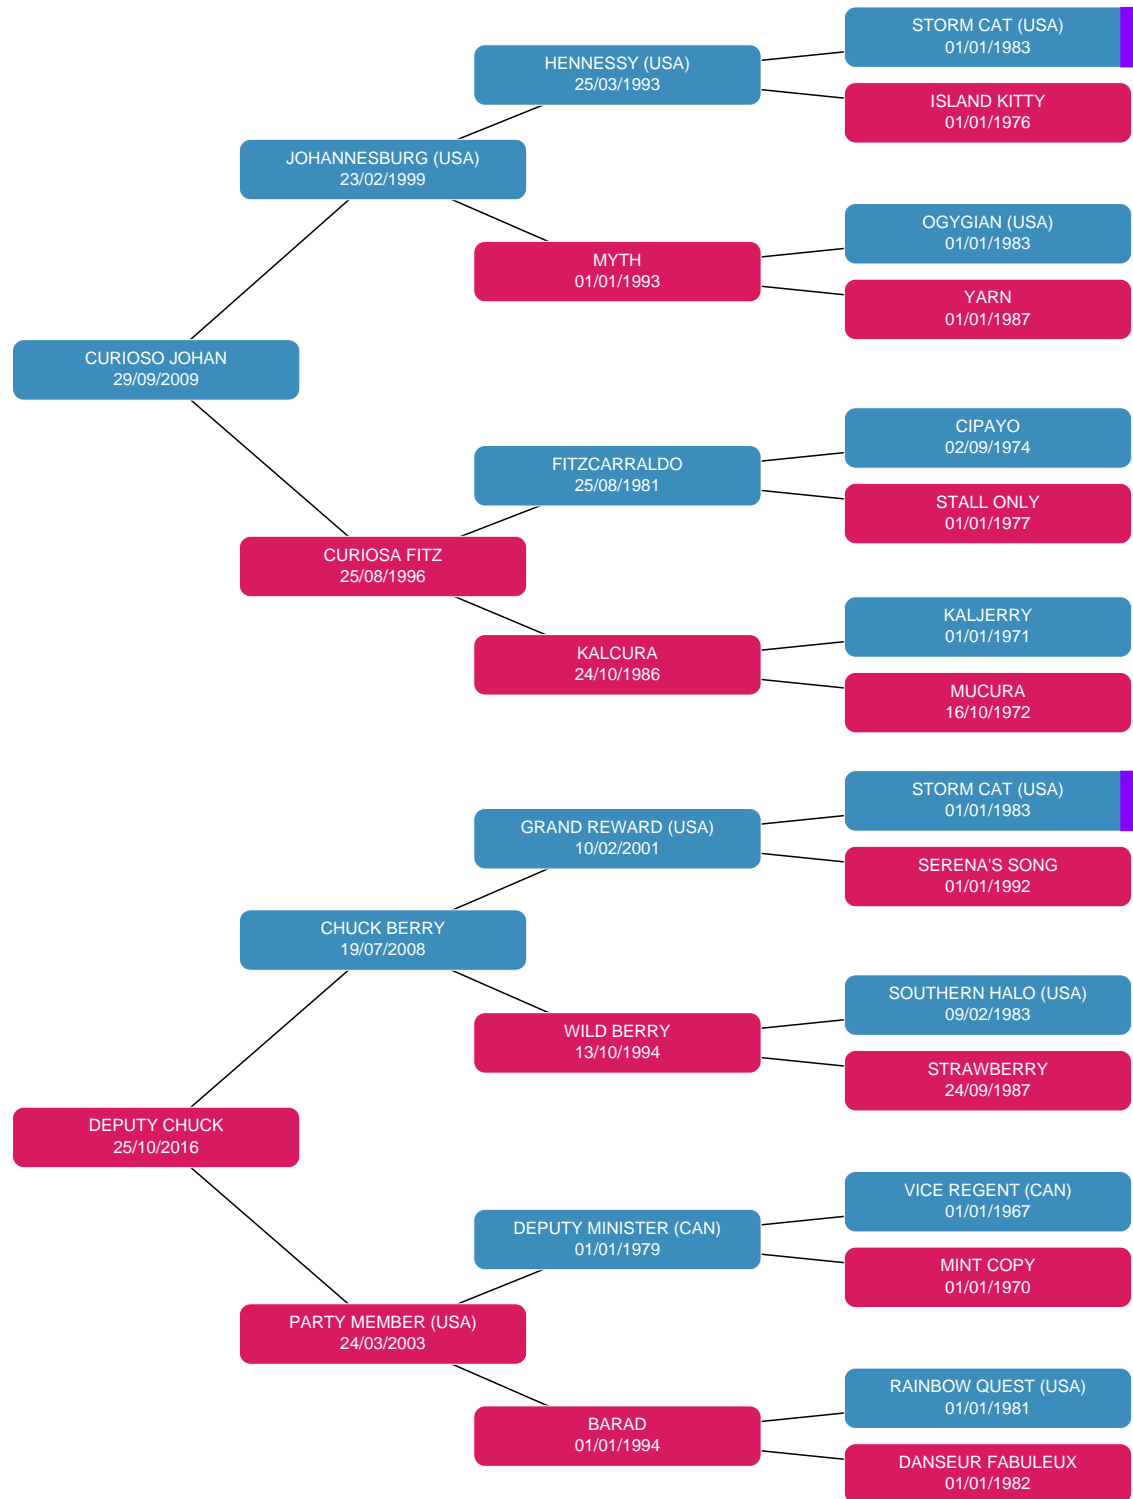 STORM CAT (USA)
01/01/1983
HENNESSY (USA)
25/03/1993
ISLAND KITTY
01/01/1976
JOHANNESBURG (USA)
23/02/1999
OGYGIAN (USA)
01/01/1983
MYTH
01/01/1993
YARN
01/01/1987
CURIOSO JOHAN
29/09/2009
CIPAYO
02/09/1974
FITZCARRALDO
25/08/1981
STALL ONLY
01/01/1977
CURIOSA FITZ
25/08/1996
KALJERRY
01/01/1971
KALCURA
24/10/1986
MUCURA
16/10/1972
STORM CAT (USA)
01/01/1983
GRAND REWARD (USA)
10/02/2001
SERENA'S SONG
01/01/1992
CHUCK BERRY
19/07/2008
SOUTHERN HALO (USA)
09/02/1983
WILD BERRY
13/10/1994
STRAWBERRY
24/09/1987
DEPUTY CHUCK
25/10/2016
VICE REGENT (CAN)
01/01/1967
DEPUTY MINISTER (CAN)
01/01/1979
MINT COPY
01/01/1970
PARTY MEMBER (USA)
24/03/2003
RAINBOW QUEST (USA)
01/01/1981
BARAD
01/01/1994
DANSEUR FABULEUX
01/01/1982